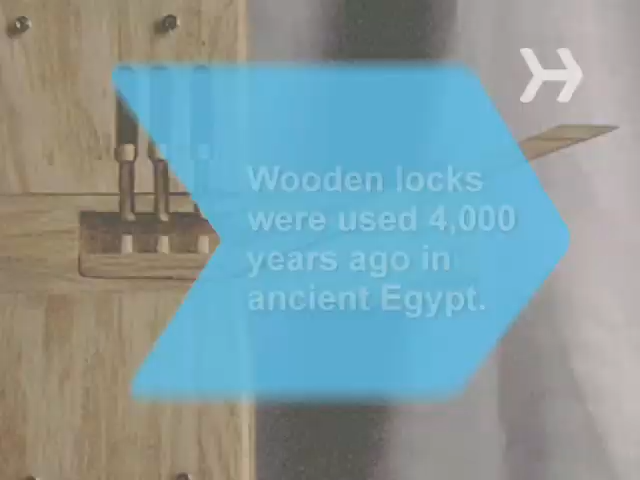 Wooden locks
were used 4,000
years ago in
ancient Egypt.